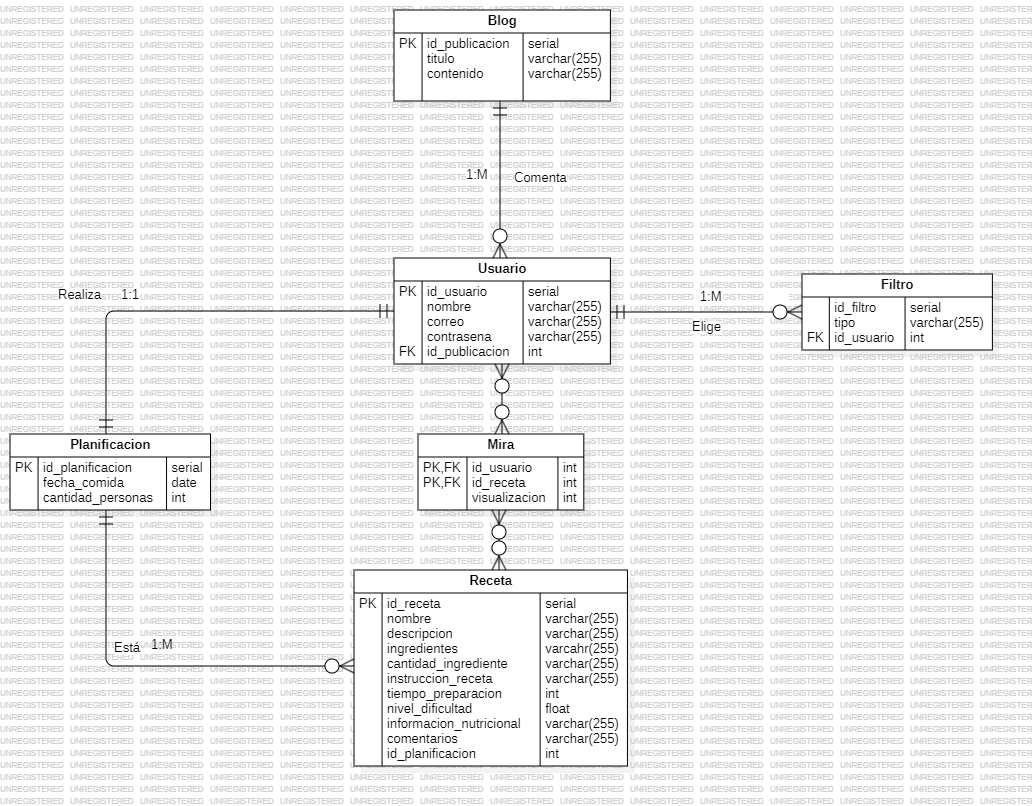 Blog
PK id_publicacion serial
titulo varchar(255)
contenido varchar(255)
1:M Comenta
Usuario
PK id_usuario serial
nombre varchar(255)
correo varchar(255)
contrasena varchar(255)
FK id_publicacion int
Realiza 1:1
1:M
Elige
Filtro
id_filtro serial
tipo varchar(255)
FK id_usuario int
Planificacion
PK id_planificacion serial
fecha_comida date
cantidad_personas int
Mira
PK,FK id_usuario int
PK,FK id_receta int
visualizacion int
Está 1:M
Receta
PK id_receta serial
nombre varchar(255)
descripcion varchar(255)
ingredientes varcahr(255)
cantidad_ingrediente varchar(255)
instruccion_receta varchar(255)
tiempo_preparacion int
nivel_dificultad float
informacion_nutricional varchar(255)
comentarios varchar(255)
id_planificacion int
UNREGISTERED